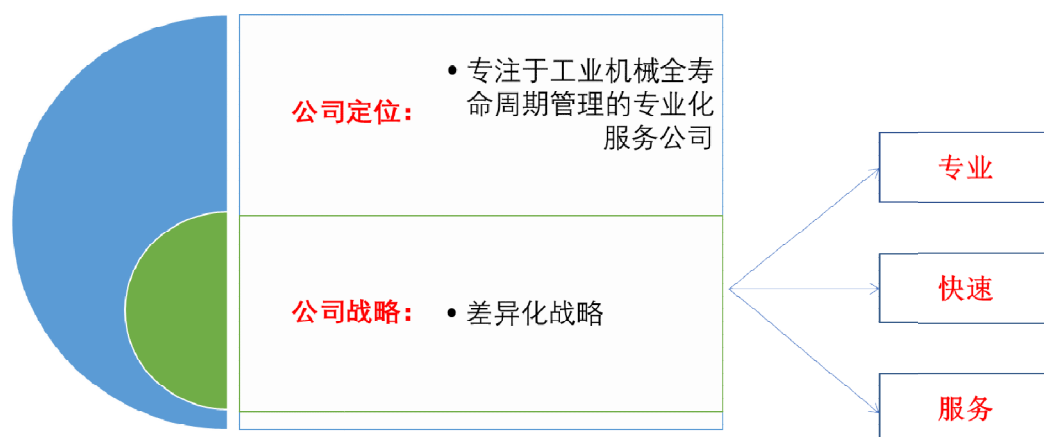 公司定位：
• 专注于工业机械全寿
命周期管理的专业化
服务公司
公司战略：
• 差异化战略
专业
快速
服务